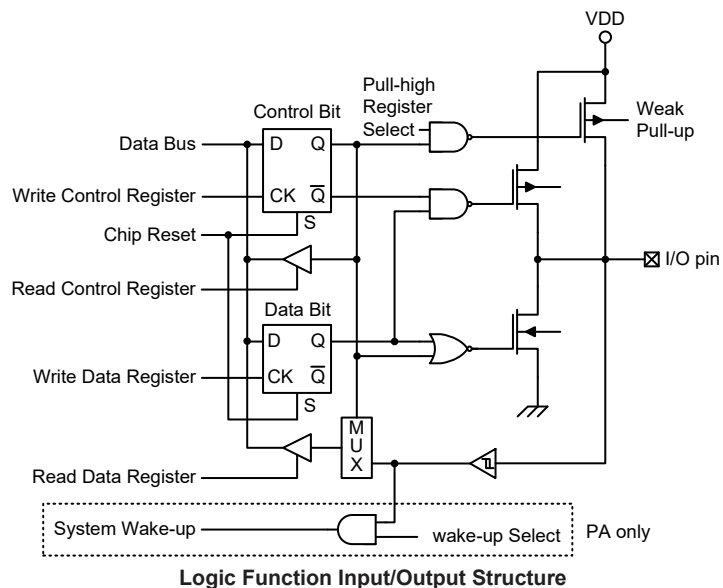 VDD
Pull-high
Register
Select
Weak
Pull-up
Control Bit
Data Bus
D Q
Write Control Register
CK Q
S
Chip Reset
I/O pin
Read Control Register
Data Bit
D Q
Write Data Register
CK Q
S
M
U
X
Read Data Register
System Wake-up
wake-up Select
PA only
Logic Function Input/Output Structure